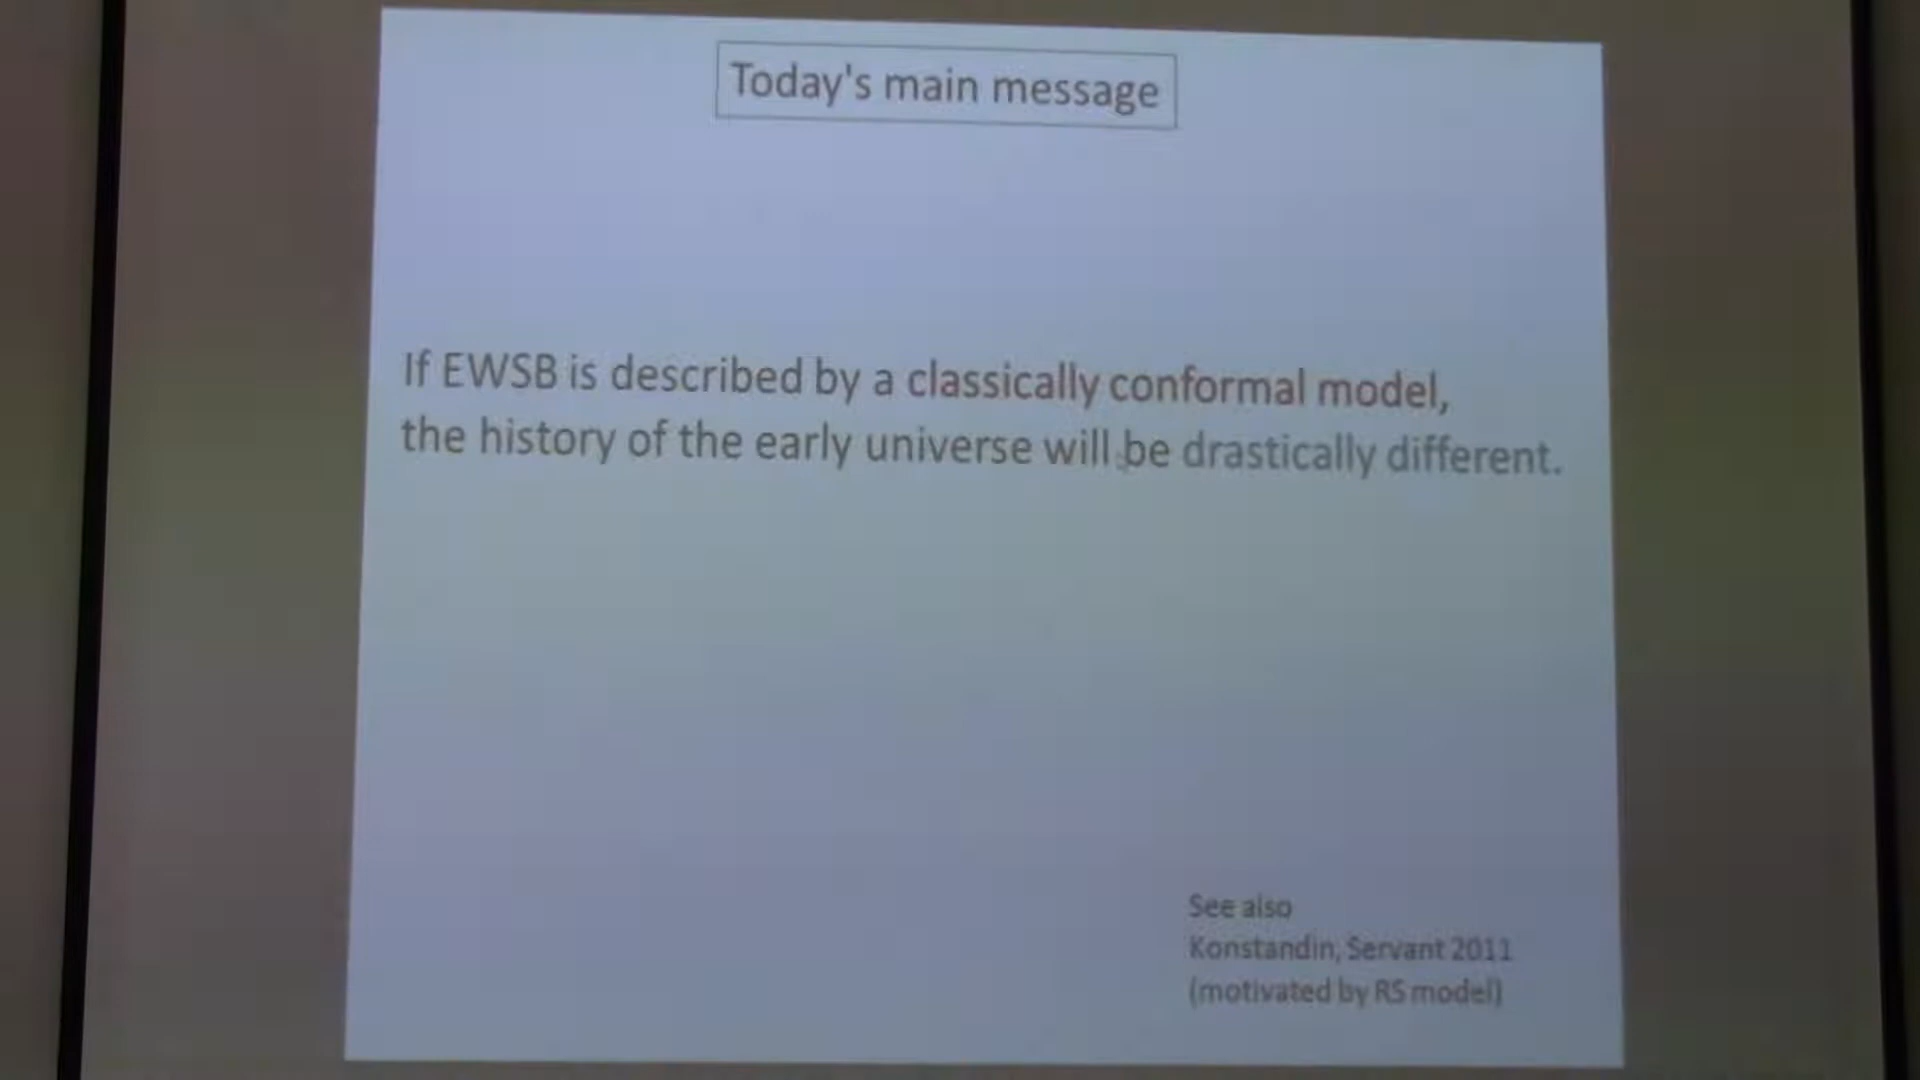 Today's main message
If EWSB is described by a classically conformal model,
the history of the early universe will be drastically different.
See also
Konstandin, Servant 2011
(motivated by RS model)